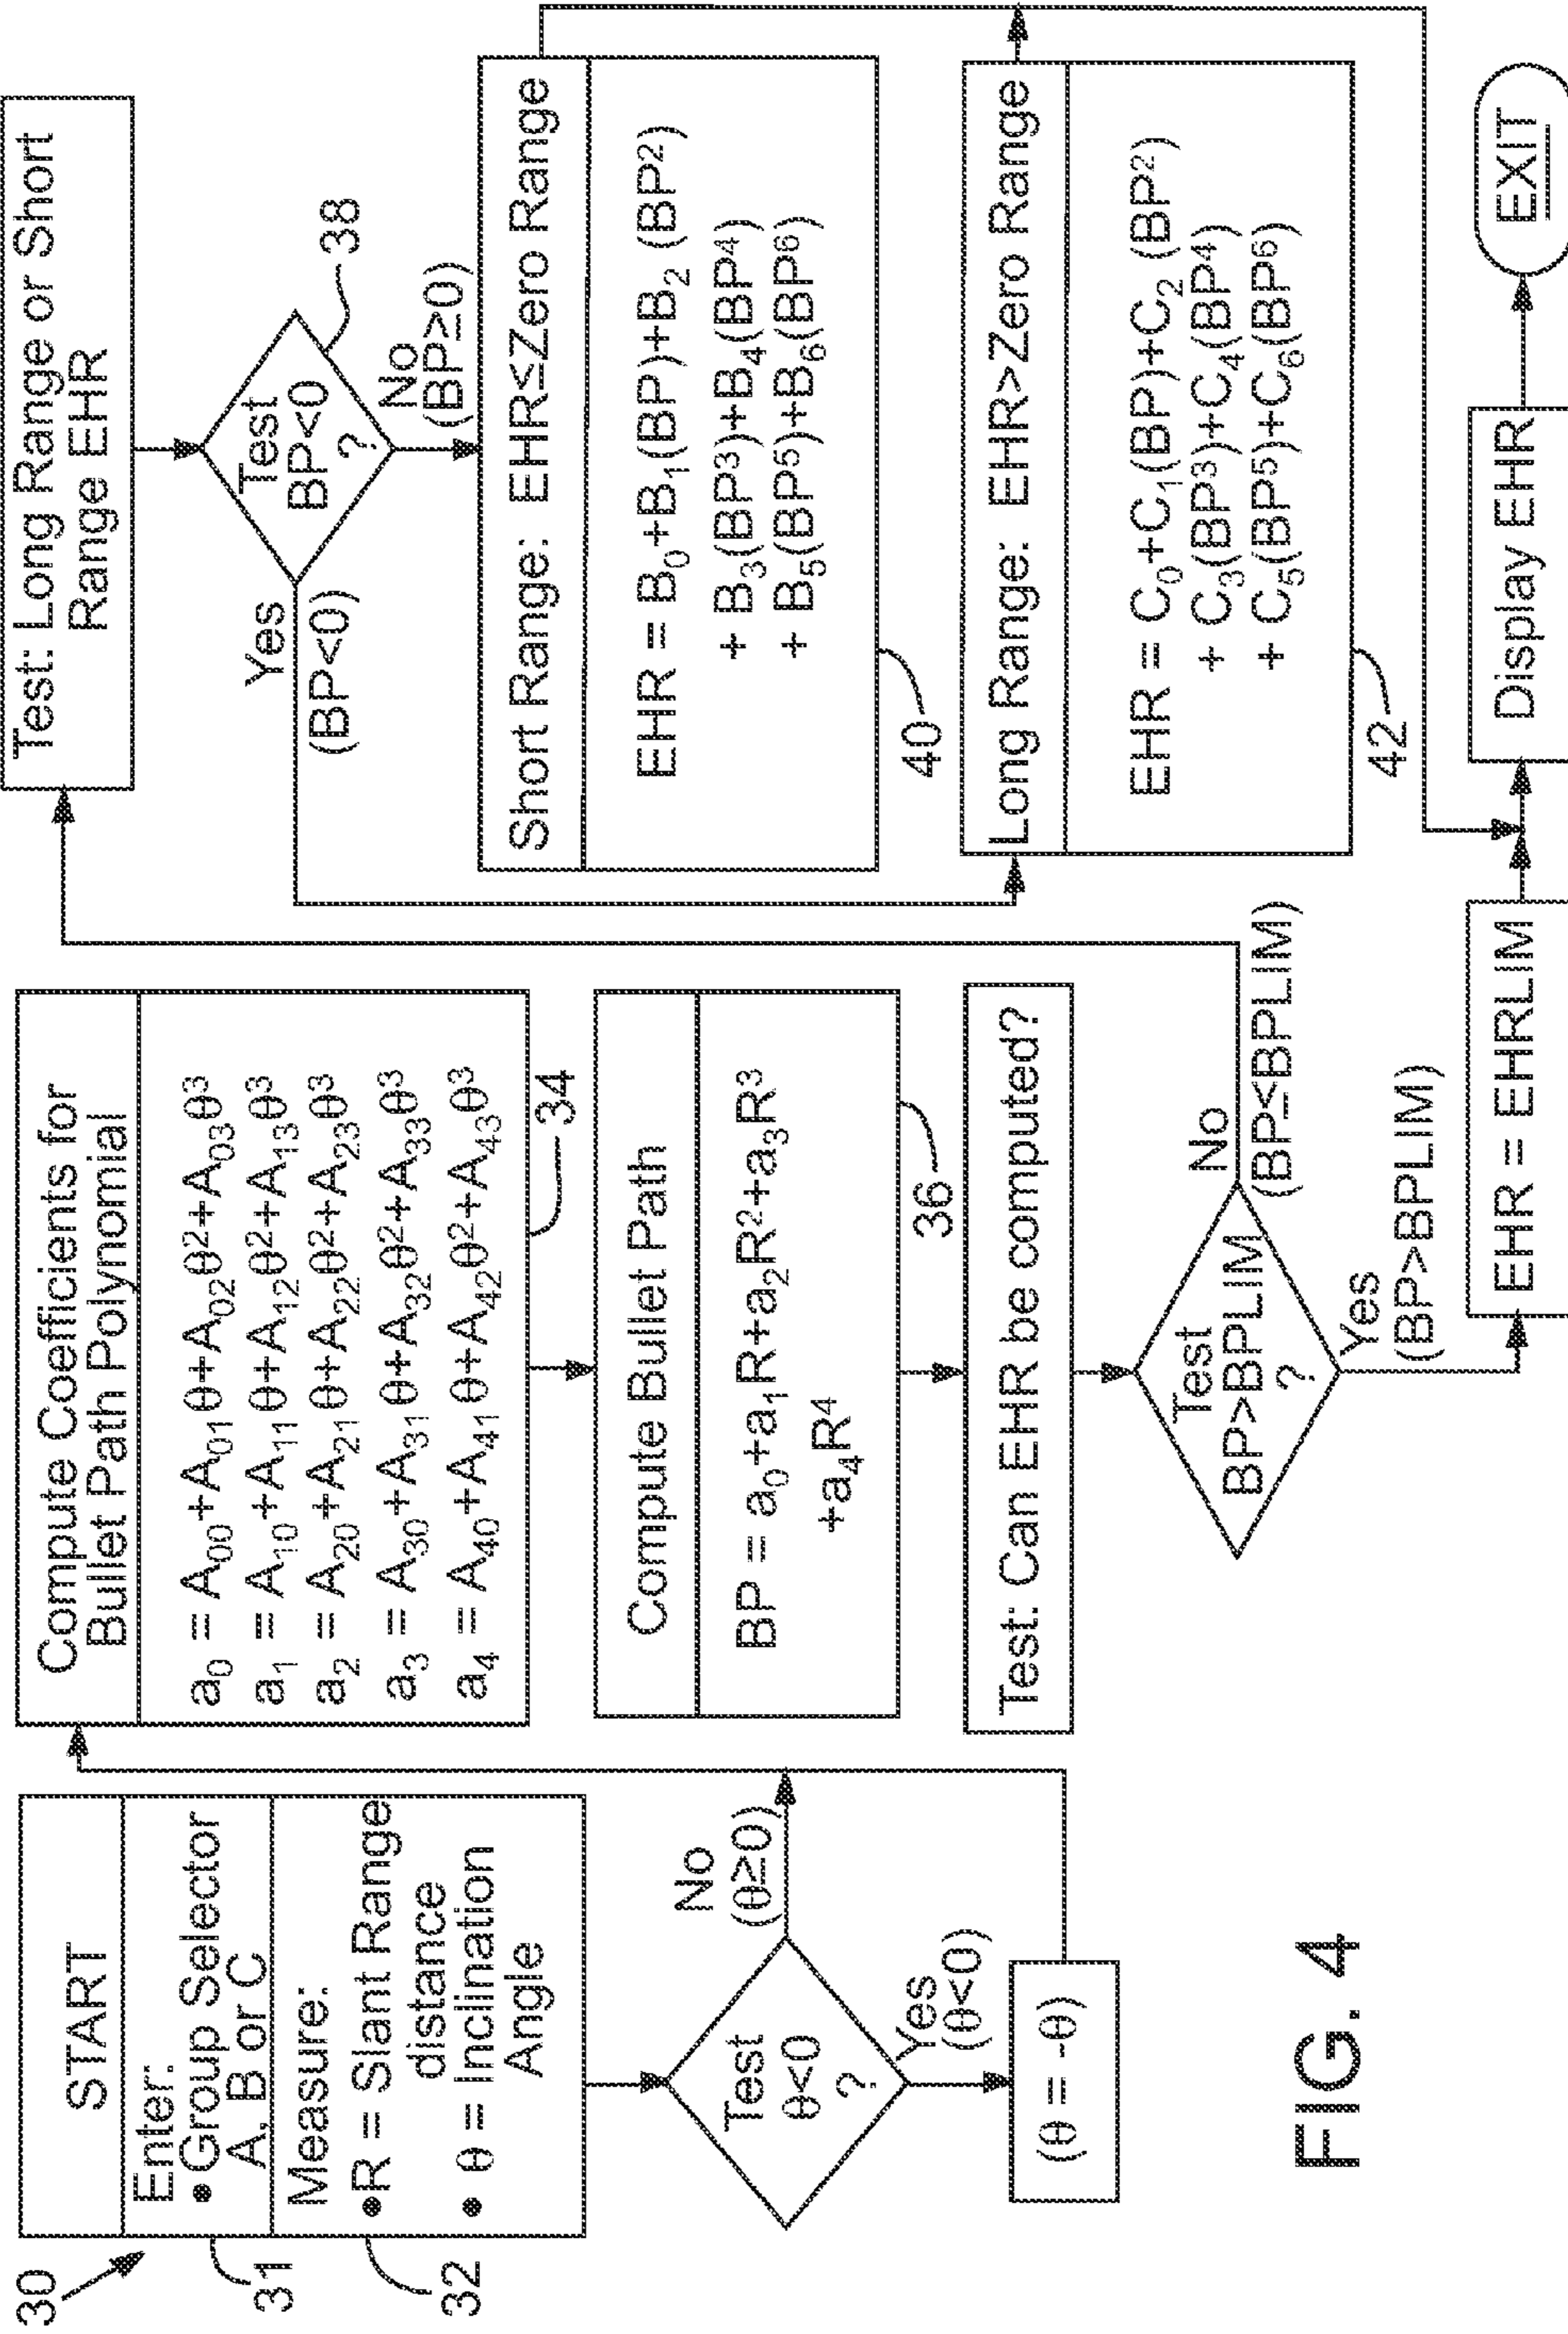 30
START
Enter:
• Group Selector
A, B or C
31
Measure:
• R = Slant Range
distance
• θ = Inclination
Angle
32
Test
θ<0
?
No
(θ≥0)
Yes
(θ<0)
(θ = -θ)
Compute Coefficients for
Bullet Path Polynomial
a₀ = A₀₀+A₀₁θ+A₀₂θ²+A₀₃θ³
a₁ = A₁₀+A₁₁θ+A₁₂θ²+A₁₃θ³
a₂ = A₂₀+A₂₁θ+A₂₂θ²+A₂₃θ³
a₃ = A₃₀+A₃₁θ+A₃₂θ²+A₃₃θ³
a₄ = A₄₀+A₄₁θ+A₄₂θ²+A₄₃θ³
34
Compute Bullet Path
BP = a₀+a₁R+a₂R²+a₃R³
+a₄R⁴
36
Test: Can EHR be computed?
Test
BP>BPLIM
?
No
(BP≤BPLIM)
Yes
(BP>BPLIM)
EHR = EHRLIM
Test: Long Range or Short
Range EHR
Test
BP<0
?
38
Yes
(BP<0)
No
(BP≥0)
Short Range: EHR≤Zero Range
EHR = B₀+B₁(BP)+B₂ (BP²)
+ B₃(BP³)+B₄(BP⁴)
+ B₅(BP⁵)+B₆(BP⁶)
40
Long Range: EHR>Zero Range
EHR = C₀+C₁(BP)+C₂ (BP²)
+ C₃(BP³)+C₄(BP⁴)
+ C₅(BP⁵)+C₆(BP⁶)
42
Display EHR
EXIT
FIG. 4